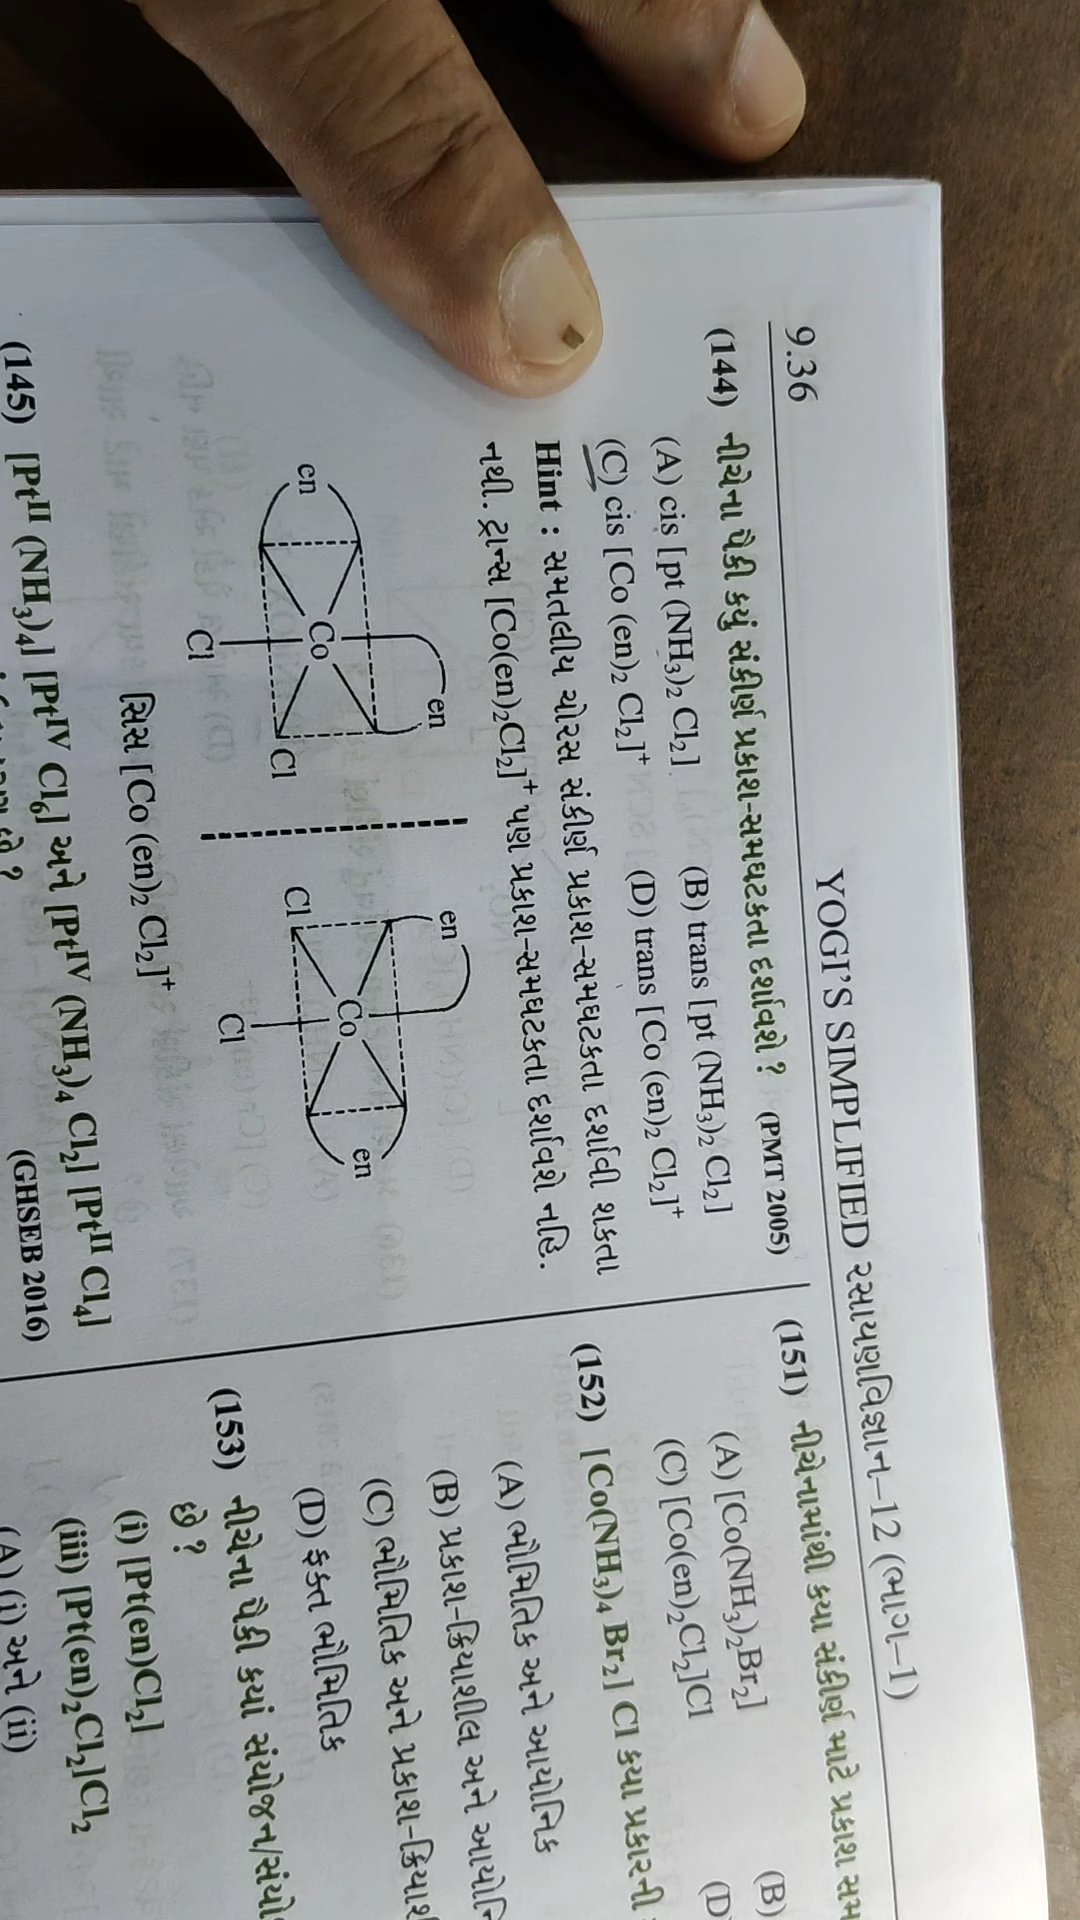 9.36
YOGI'S SIMPLIFIED રસાયણવિજ્ઞાન-12 (ભાગ-1)
(144) નીચેના પૈકી કયું સંકીર્ણ પ્રકાશ-સમઘટકતા દર્શાવશે ? (PMT 2005)
(A) cis [pt (NH₃)₂ Cl₂] (B) trans [pt (NH₃)₂ Cl₂]
(C) cis [Co (en)₂ Cl₂]⁺ (D) trans [Co (en)₂ Cl₂]⁺
Hint : સમતલીય ચોરસ સંકીર્ણ પ્રકાશ-સમઘટકતા દર્શાવી શકતા
નથી. ટ્રાન્સ [Co(en)₂Cl₂]⁺ પણ પ્રકાશ-સમઘટકતા દર્શાવશે નહિ.
en
en
Co
Cl
Cl
en
Cl
Co
en
Cl
સિસ [Co (en)₂ Cl₂]⁺
(145) [Ptᴵᴵ (NH₃)₄] [Ptᴵⱽ Cl₆] અને [Ptᴵⱽ (NH₃)₄ Cl₂] [Ptᴵᴵ Cl₄]
છે ? (GHSEB 2016)
(151) નીચેનામાંથી કયા સંકીર્ણ માટે પ્રકાશ
(A) [Co(NH₃)₂Br₂] (B)
(C) [Co(en)₂Cl₂]Cl (D
(152) [Co(NH₃)₄ Br₂] Cl કયા પ્રકારની
(A) ભૌમિતિક અને આયોનિક
(B) પ્રકાશ-ક્રિયાશીલ અને
(C) ભૌમિતિક અને
(D) ફક્ત ભૌમિતિક
(153) નીચેના પૈકી કયાં
છે ?
(i) [Pt(en)Cl₂]
(iii) [Pt(en)₂Cl₂]Cl₂
(A) (i) અને (ii)